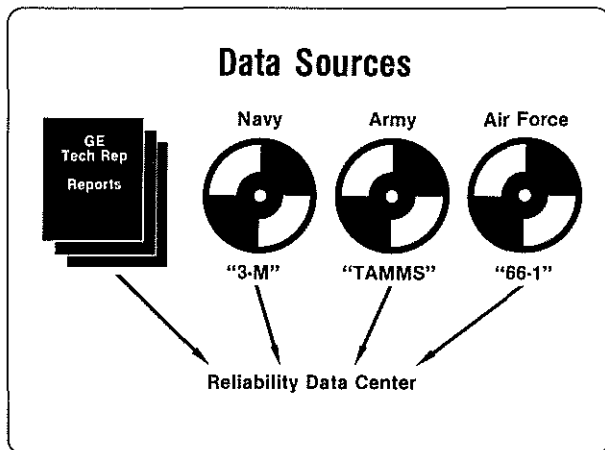 Data Sources
GE
Tech Rep
Reports
Navy
Army
Air Force
"3-M"
"TAMMS"
"66-1"
Reliability Data Center